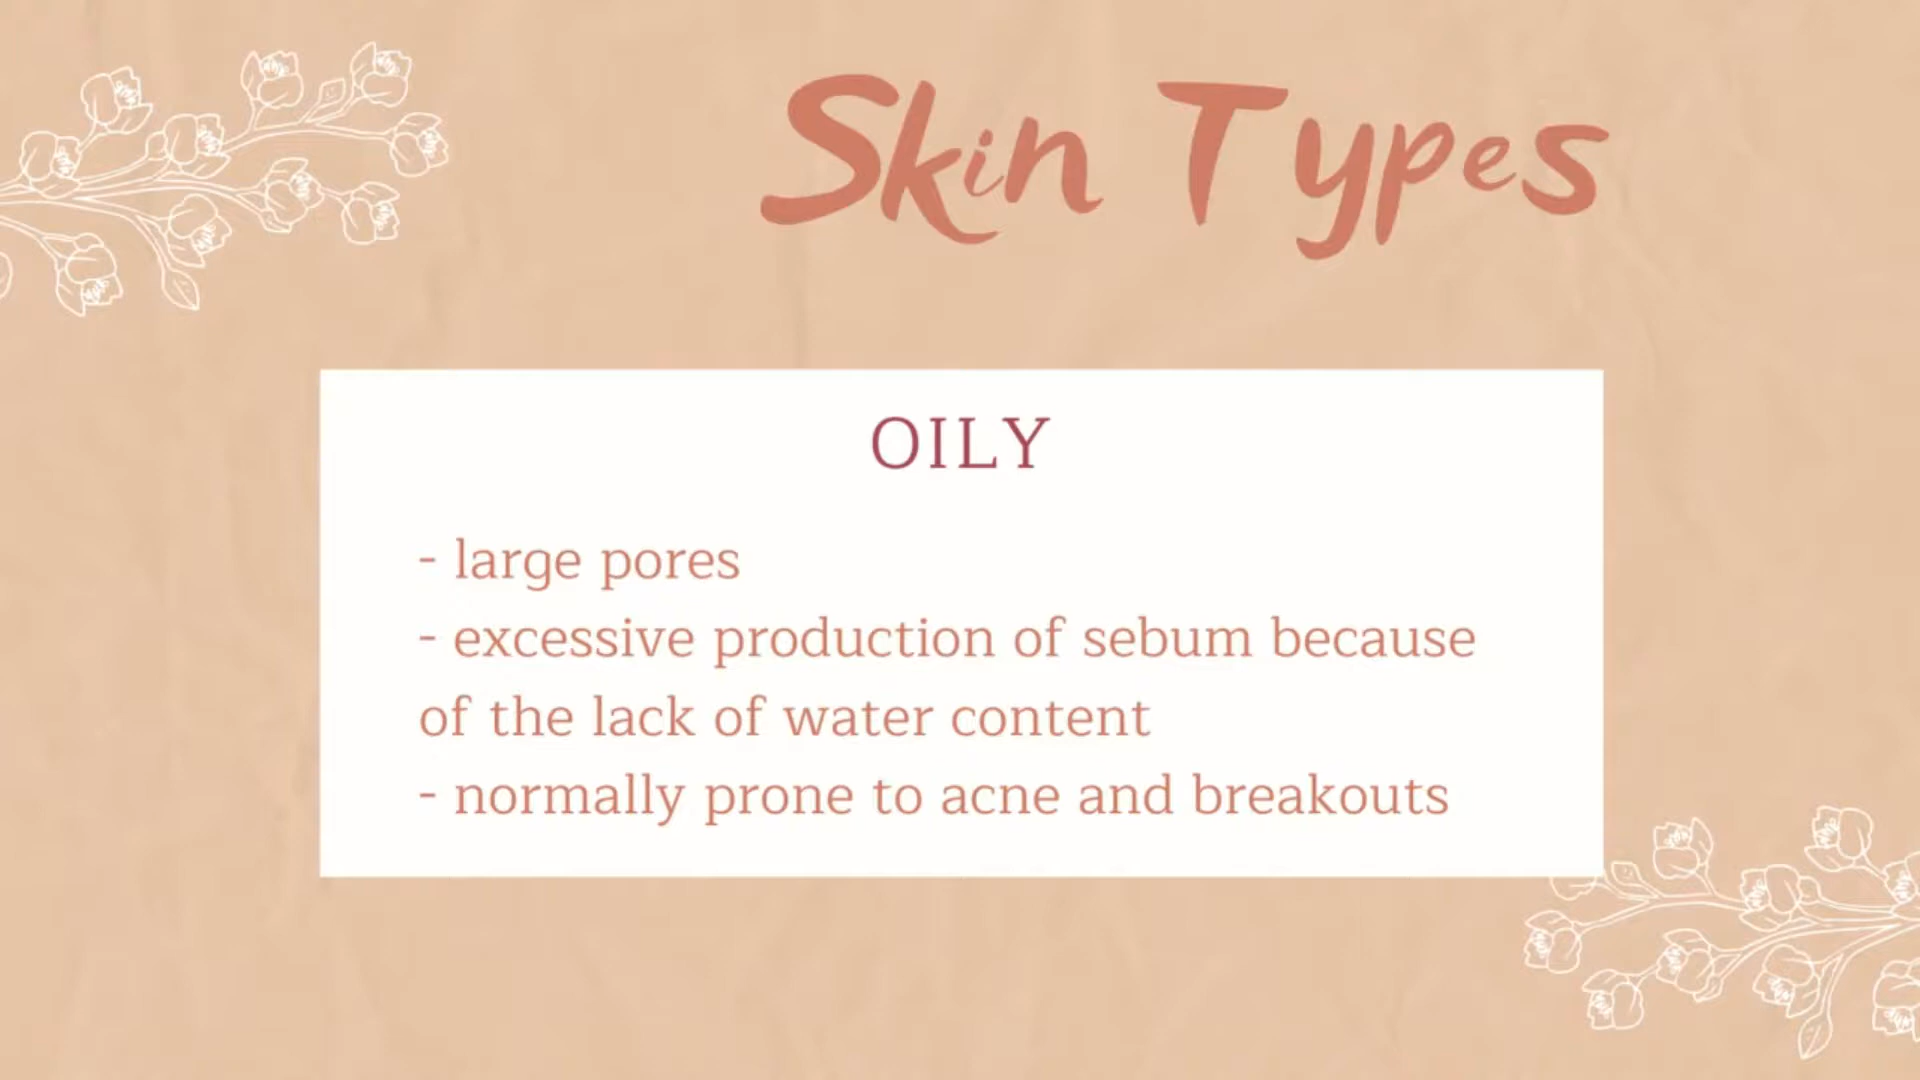 Skin Types
OILY
- large pores
- excessive production of sebum because
of the lack of water content
- normally prone to acne and breakouts